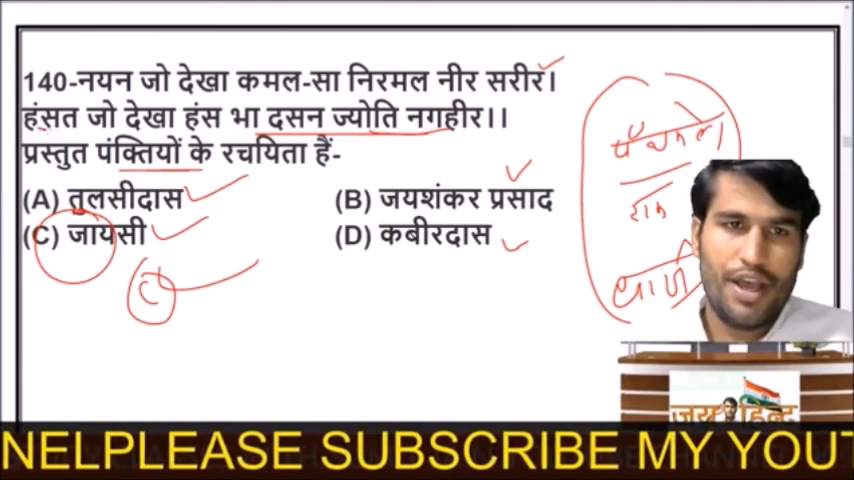 140-नयन जो देखा कमल-सा निरमल नीर सरीर।
हंसत जो देखा हंस भा दसन ज्योति नगहीर।।
प्रस्तुत पंक्तियों के रचयिता हैं-
(A) तुलसीदास (B) जयशंकर प्रसाद
(C) जायसी (D) कबीरदास
C
राम
जय हिन्द
NELPLEASE SUBSCRIBE MY YOUT